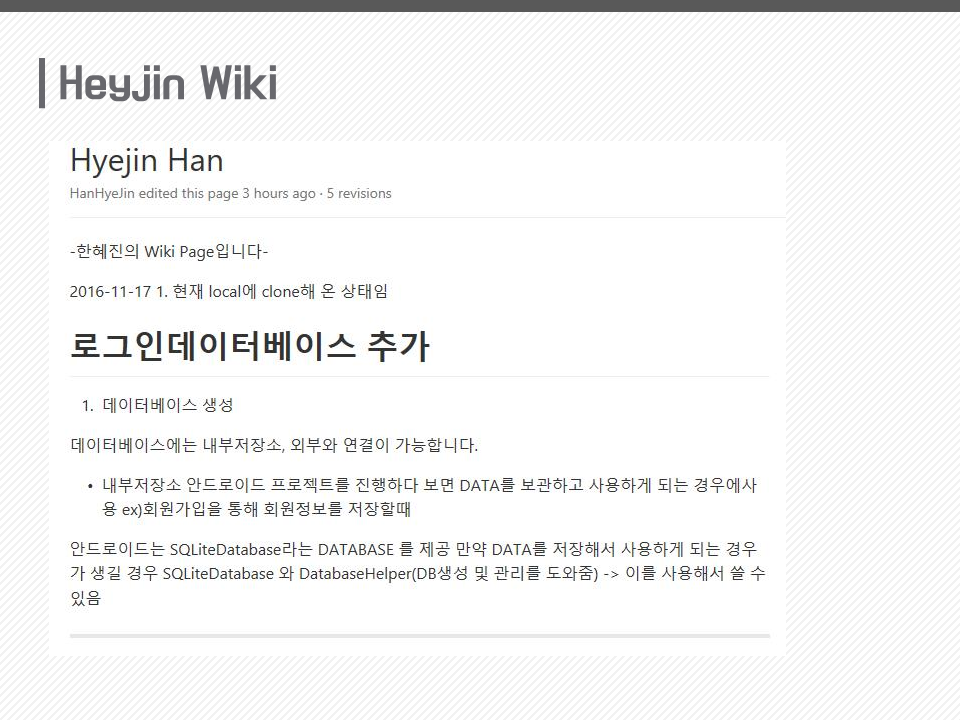 Heyjin Wiki
Hyejin Han
HanHyeJin edited this page 3 hours ago · 5 revisions
-한혜진의 Wiki Page입니다-
2016-11-17 1. 현재 local에 clone해 온 상태임
로그인데이터베이스 추가
1. 데이터베이스 생성
데이터베이스에는 내부저장소, 외부와 연결이 가능합니다.
• 내부저장소 안드로이드 프로젝트를 진행하다 보면 DATA를 보관하고 사용하게 되는 경우에사
용 ex)회원가입을 통해 회원정보를 저장할때
안드로이드는 SQLiteDatabase라는 DATABASE 를 제공 만약 DATA를 저장해서 사용하게 되는 경우
가 생길 경우 SQLiteDatabase 와 DatabaseHelper(DB생성 및 관리를 도와줌) -> 이를 사용해서 쓸 수
있음